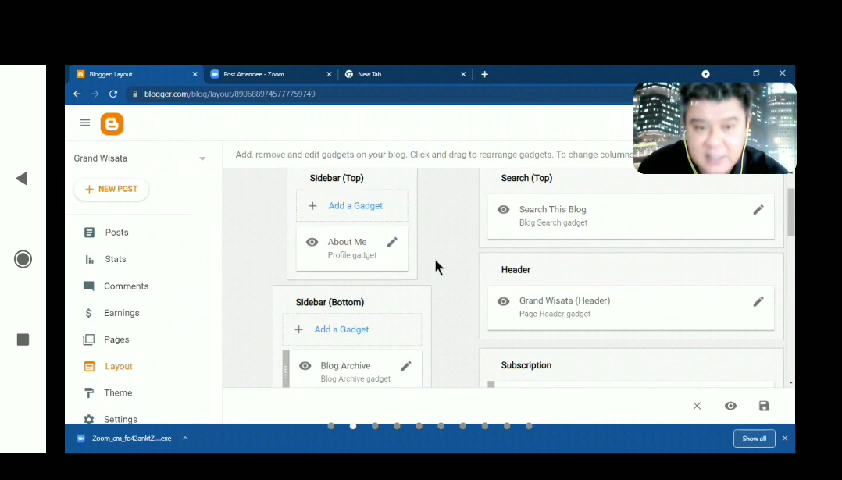 Blogger: Layout
Post Attendee - Zoom
New Tab
blogger.com/blog/layout/8906889745777759749
Grand Wisata
Add, remove and edit gadgets on your blog. Click and drag to rearrange gadgets. To change columns
NEW POST
Posts
Stats
Comments
Earnings
Pages
Layout
Theme
Settings
Sidebar (Top)
Add a Gadget
About Me
Profile gadget
Sidebar (Bottom)
Add a Gadget
Blog Archive
Blog Archive gadget
Search (Top)
Search This Blog
Blog Search gadget
Header
Grand Wisata (Header)
Page Header gadget
Subscription
Show all